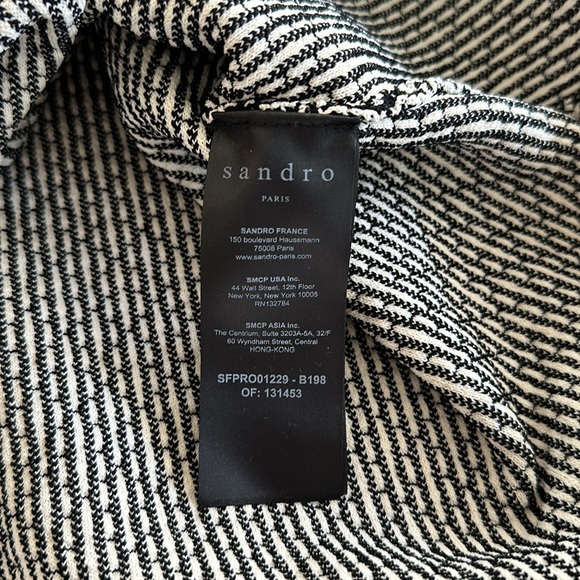 sandro
PARIS
SANDRO FRANCE
150 boulevard Haussmann
75008 Paris
www.sandro-paris.com
SMCP USA Inc.
44 Wall Street, 12th Floor
New York, New York 10005
RN132784
SMCP ASIA Inc.
The Centrium, Suite 3203A-5A, 32/F
60 Wyndham Street, Central
HONG-KONG
SFPRO01229 - B198
OF: 131453